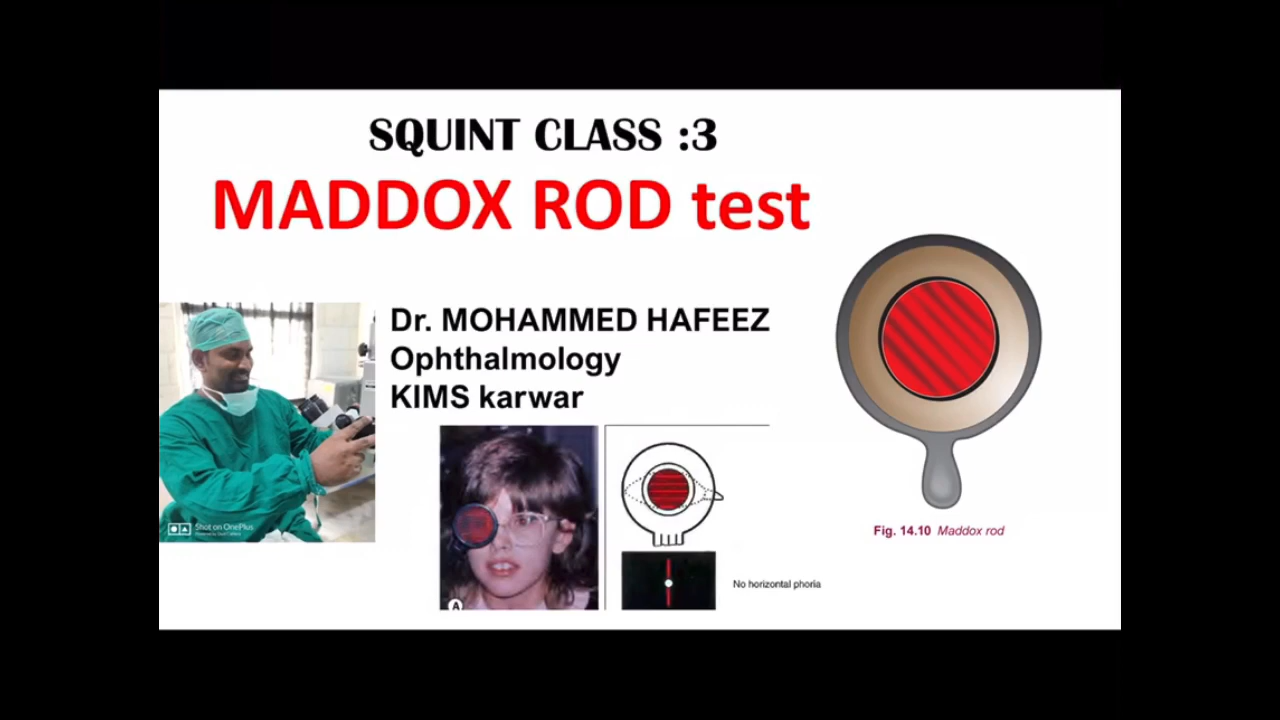 SQUINT CLASS :3
MADDOX ROD test
Dr. MOHAMMED HAFEEZ
Ophthalmology
KIMS karwar
Shot on OnePlus
A
No horizontal phoria
Fig. 14.10 Maddox rod